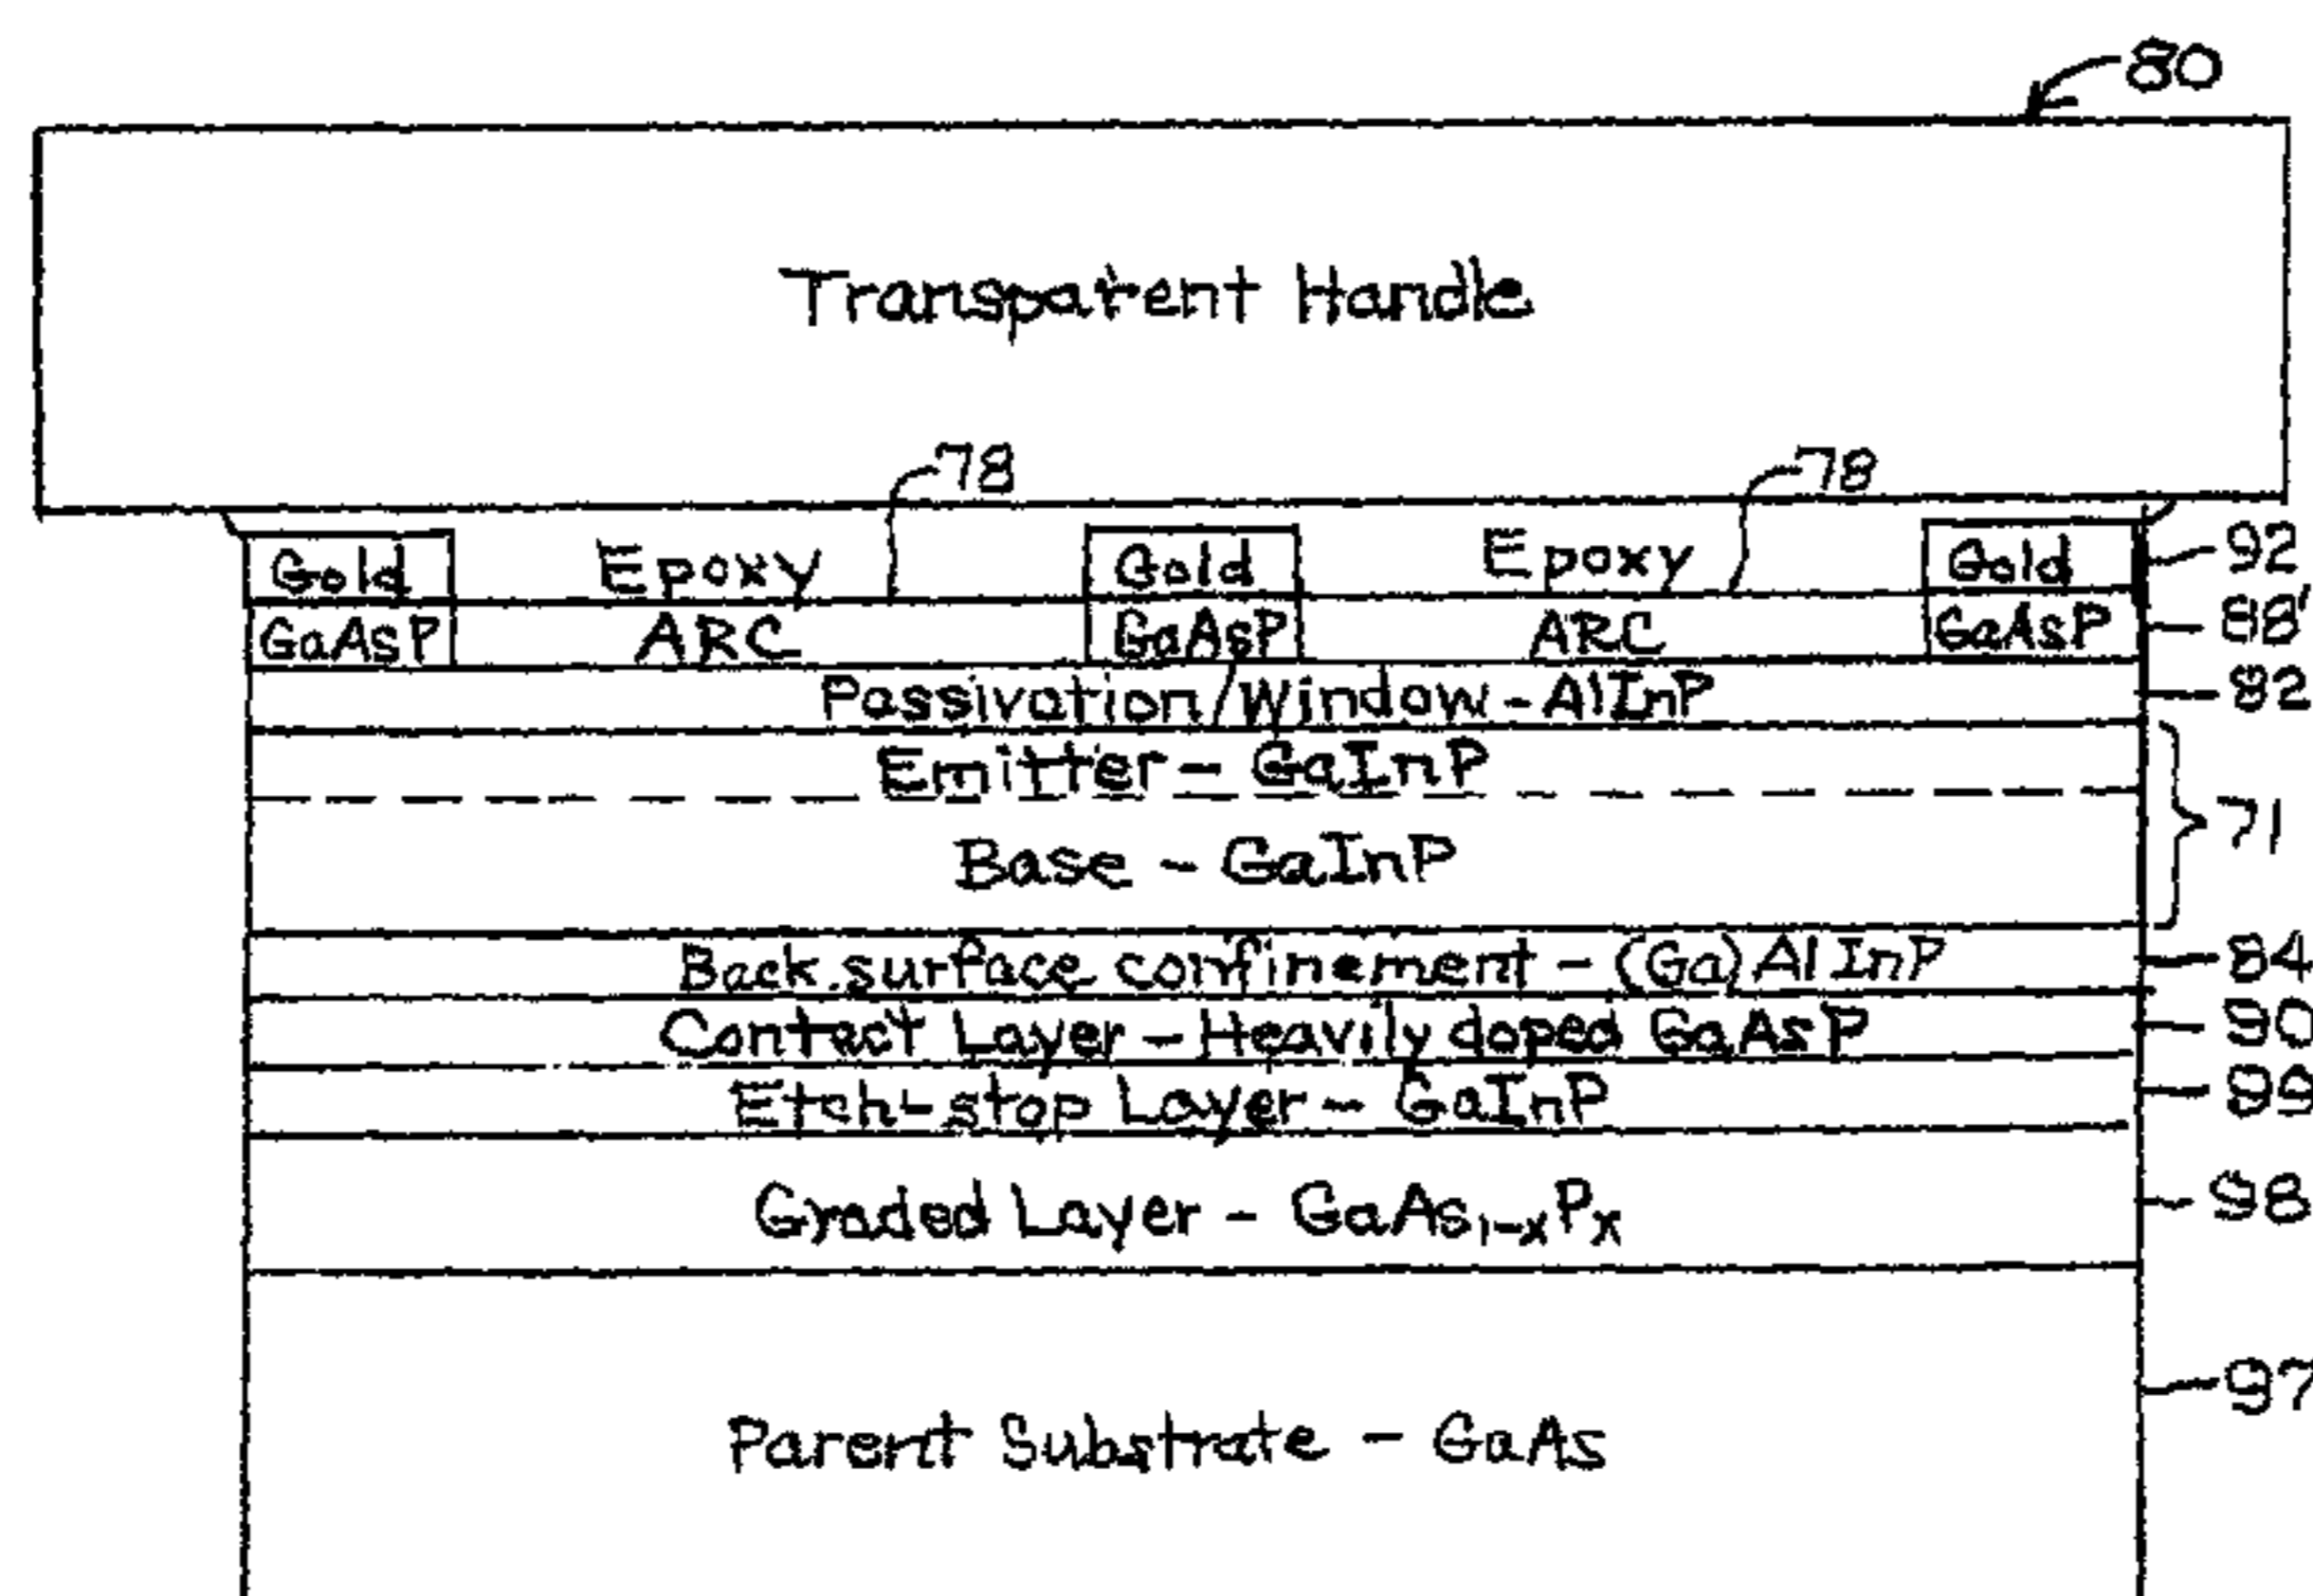 80
Transparent Handle
78 78
Gold Epoxy Gold Epoxy Gold 92
GaAsP ARC GaAsP ARC GaAsP 88'
Passivation/Window - AlInP 82
Emitter - GaInP
71
Base - GaInP
Back surface confinement - (Ga)AlInP 84
Contact Layer - Heavily doped GaAsP 90
Etch-stop Layer - GaInP 99
Graded Layer - GaAs₁₋ₓPₓ 98
Parent Substrate - GaAs 97